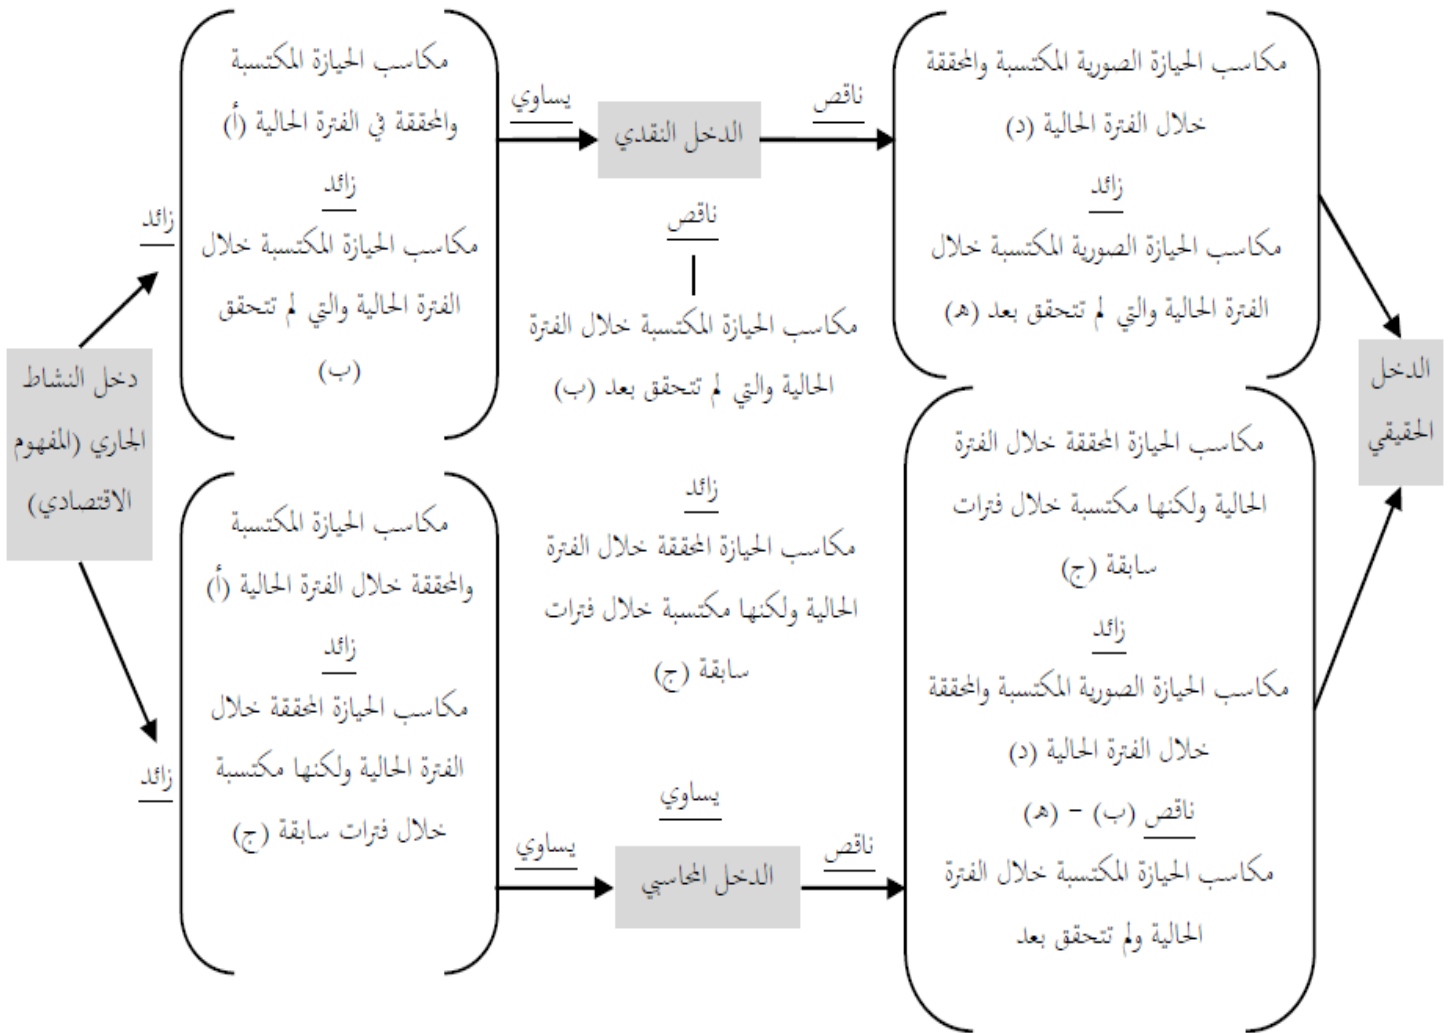 دخل النشاط
الجاري (المفهوم
الاقتصادي)
زائد
مكاسب الحيازة المكتسبة
والمحققة في الفترة الحالية (أ)
زائد
مكاسب الحيازة المكتسبة خلال
الفترة الحالية والتي لم تتحقق
(ب)
يساوي
الدخل النقدي
ناقص
مكاسب الحيازة الصورية المكتسبة والمحققة
خلال الفترة الحالية (د)
زائد
مكاسب الحيازة الصورية المكتسبة خلال
الفترة الحالية والتي لم تتحقق بعد (ه)
الدخل
الحقيقي
ناقص
مكاسب الحيازة المكتسبة خلال الفترة
الحالية والتي لم تتحقق بعد (ب)
زائد
مكاسب الحيازة المحققة خلال الفترة
الحالية ولكنها مكتسبة خلال فترات
سابقة (ج)
يساوي
زائد
مكاسب الحيازة المكتسبة
والمحققة خلال الفترة الحالية (أ)
زائد
مكاسب الحيازة المحققة خلال
الفترة الحالية ولكنها مكتسبة
خلال فترات سابقة (ج)
يساوي
الدخل المحاسبي
ناقص
مكاسب الحيازة المحققة خلال الفترة
الحالية ولكنها مكتسبة خلال فترات
سابقة (ج)
زائد
مكاسب الحيازة الصورية المكتسبة والمحققة
خلال الفترة الحالية (د)
ناقص (ب) - (ه)
مكاسب الحيازة المكتسبة خلال الفترة
الحالية ولم تتحقق بعد